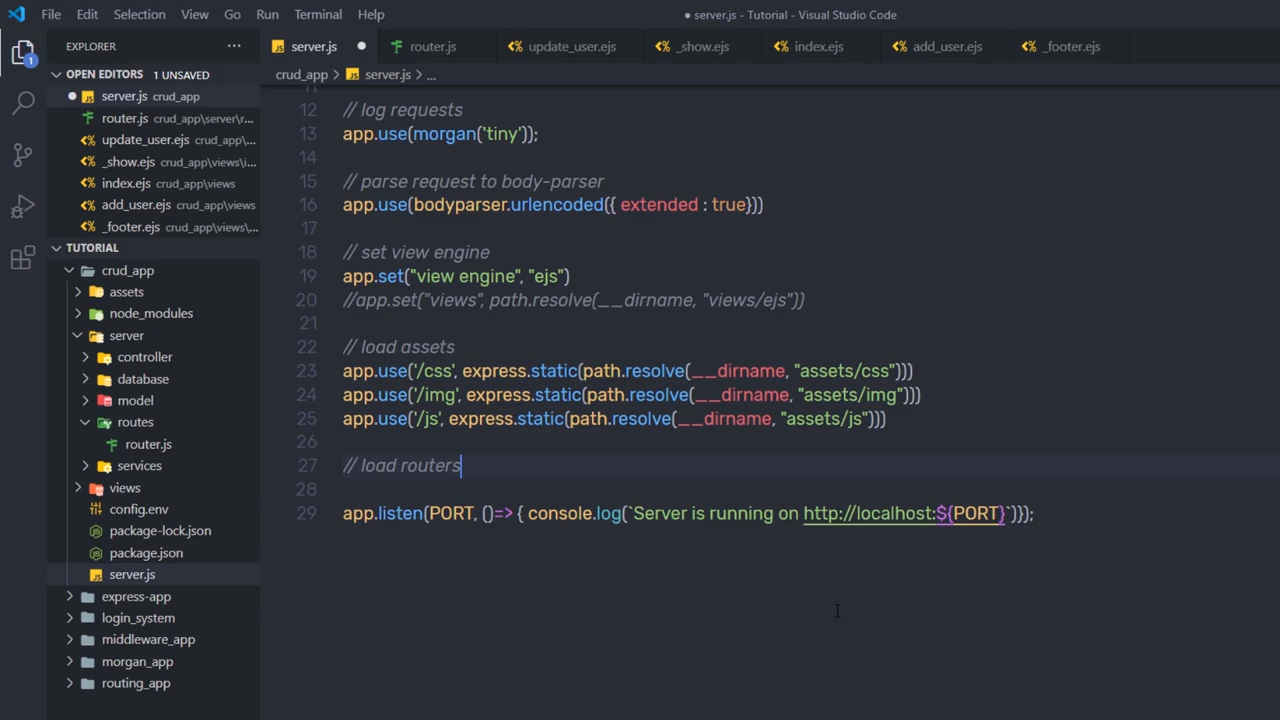 File Edit Selection View Go Run Terminal Help
● server.js - Tutorial - Visual Studio Code
EXPLORER ...
server.js ●
router.js
update_user.ejs
_show.ejs
index.ejs
add_user.ejs
_footer.ejs
1
OPEN EDITORS 1 UNSAVED
● server.js crud_app
router.js crud_app\server\r...
update_user.ejs crud_app\...
_show.ejs crud_app\views\i...
index.ejs crud_app\views
add_user.ejs crud_app\views
_footer.ejs crud_app\views\...
TUTORIAL
crud_app
assets
node_modules
server
controller
database
model
routes
router.js
services
views
config.env
package-lock.json
package.json
server.js
express-app
login_system
middleware_app
morgan_app
routing_app
crud_app > server.js > ...
11
12 // log requests
13 app.use(morgan('tiny'));
14
15 // parse request to body-parser
16 app.use(bodyparser.urlencoded({ extended : true}))
17
18 // set view engine
19 app.set("view engine", "ejs")
20 //app.set("views", path.resolve(__dirname, "views/ejs"))
21
22 // load assets
23 app.use('/css', express.static(path.resolve(__dirname, "assets/css")))
24 app.use('/img', express.static(path.resolve(__dirname, "assets/img")))
25 app.use('/js', express.static(path.resolve(__dirname, "assets/js")))
26
27 // load routers
28
29 app.listen(PORT, ()=> { console.log(`Server is running on http://localhost:${PORT}`)});